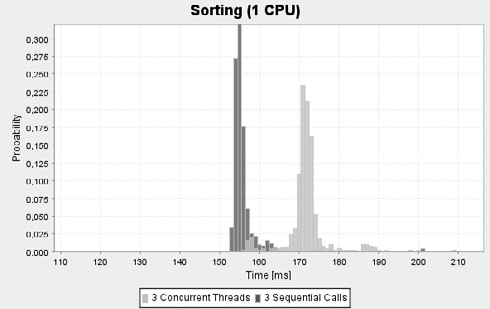 Sorting (1 CPU)
0,300
0,275
0,250
0,225
0,200
0,175
0,150
0,125
0,100
0,075
0,050
0,025
0,000
Probability
110 120 130 140 150 160 170 180 190 200 210
Time [ms]
3 Concurrent Threads 3 Sequential Calls